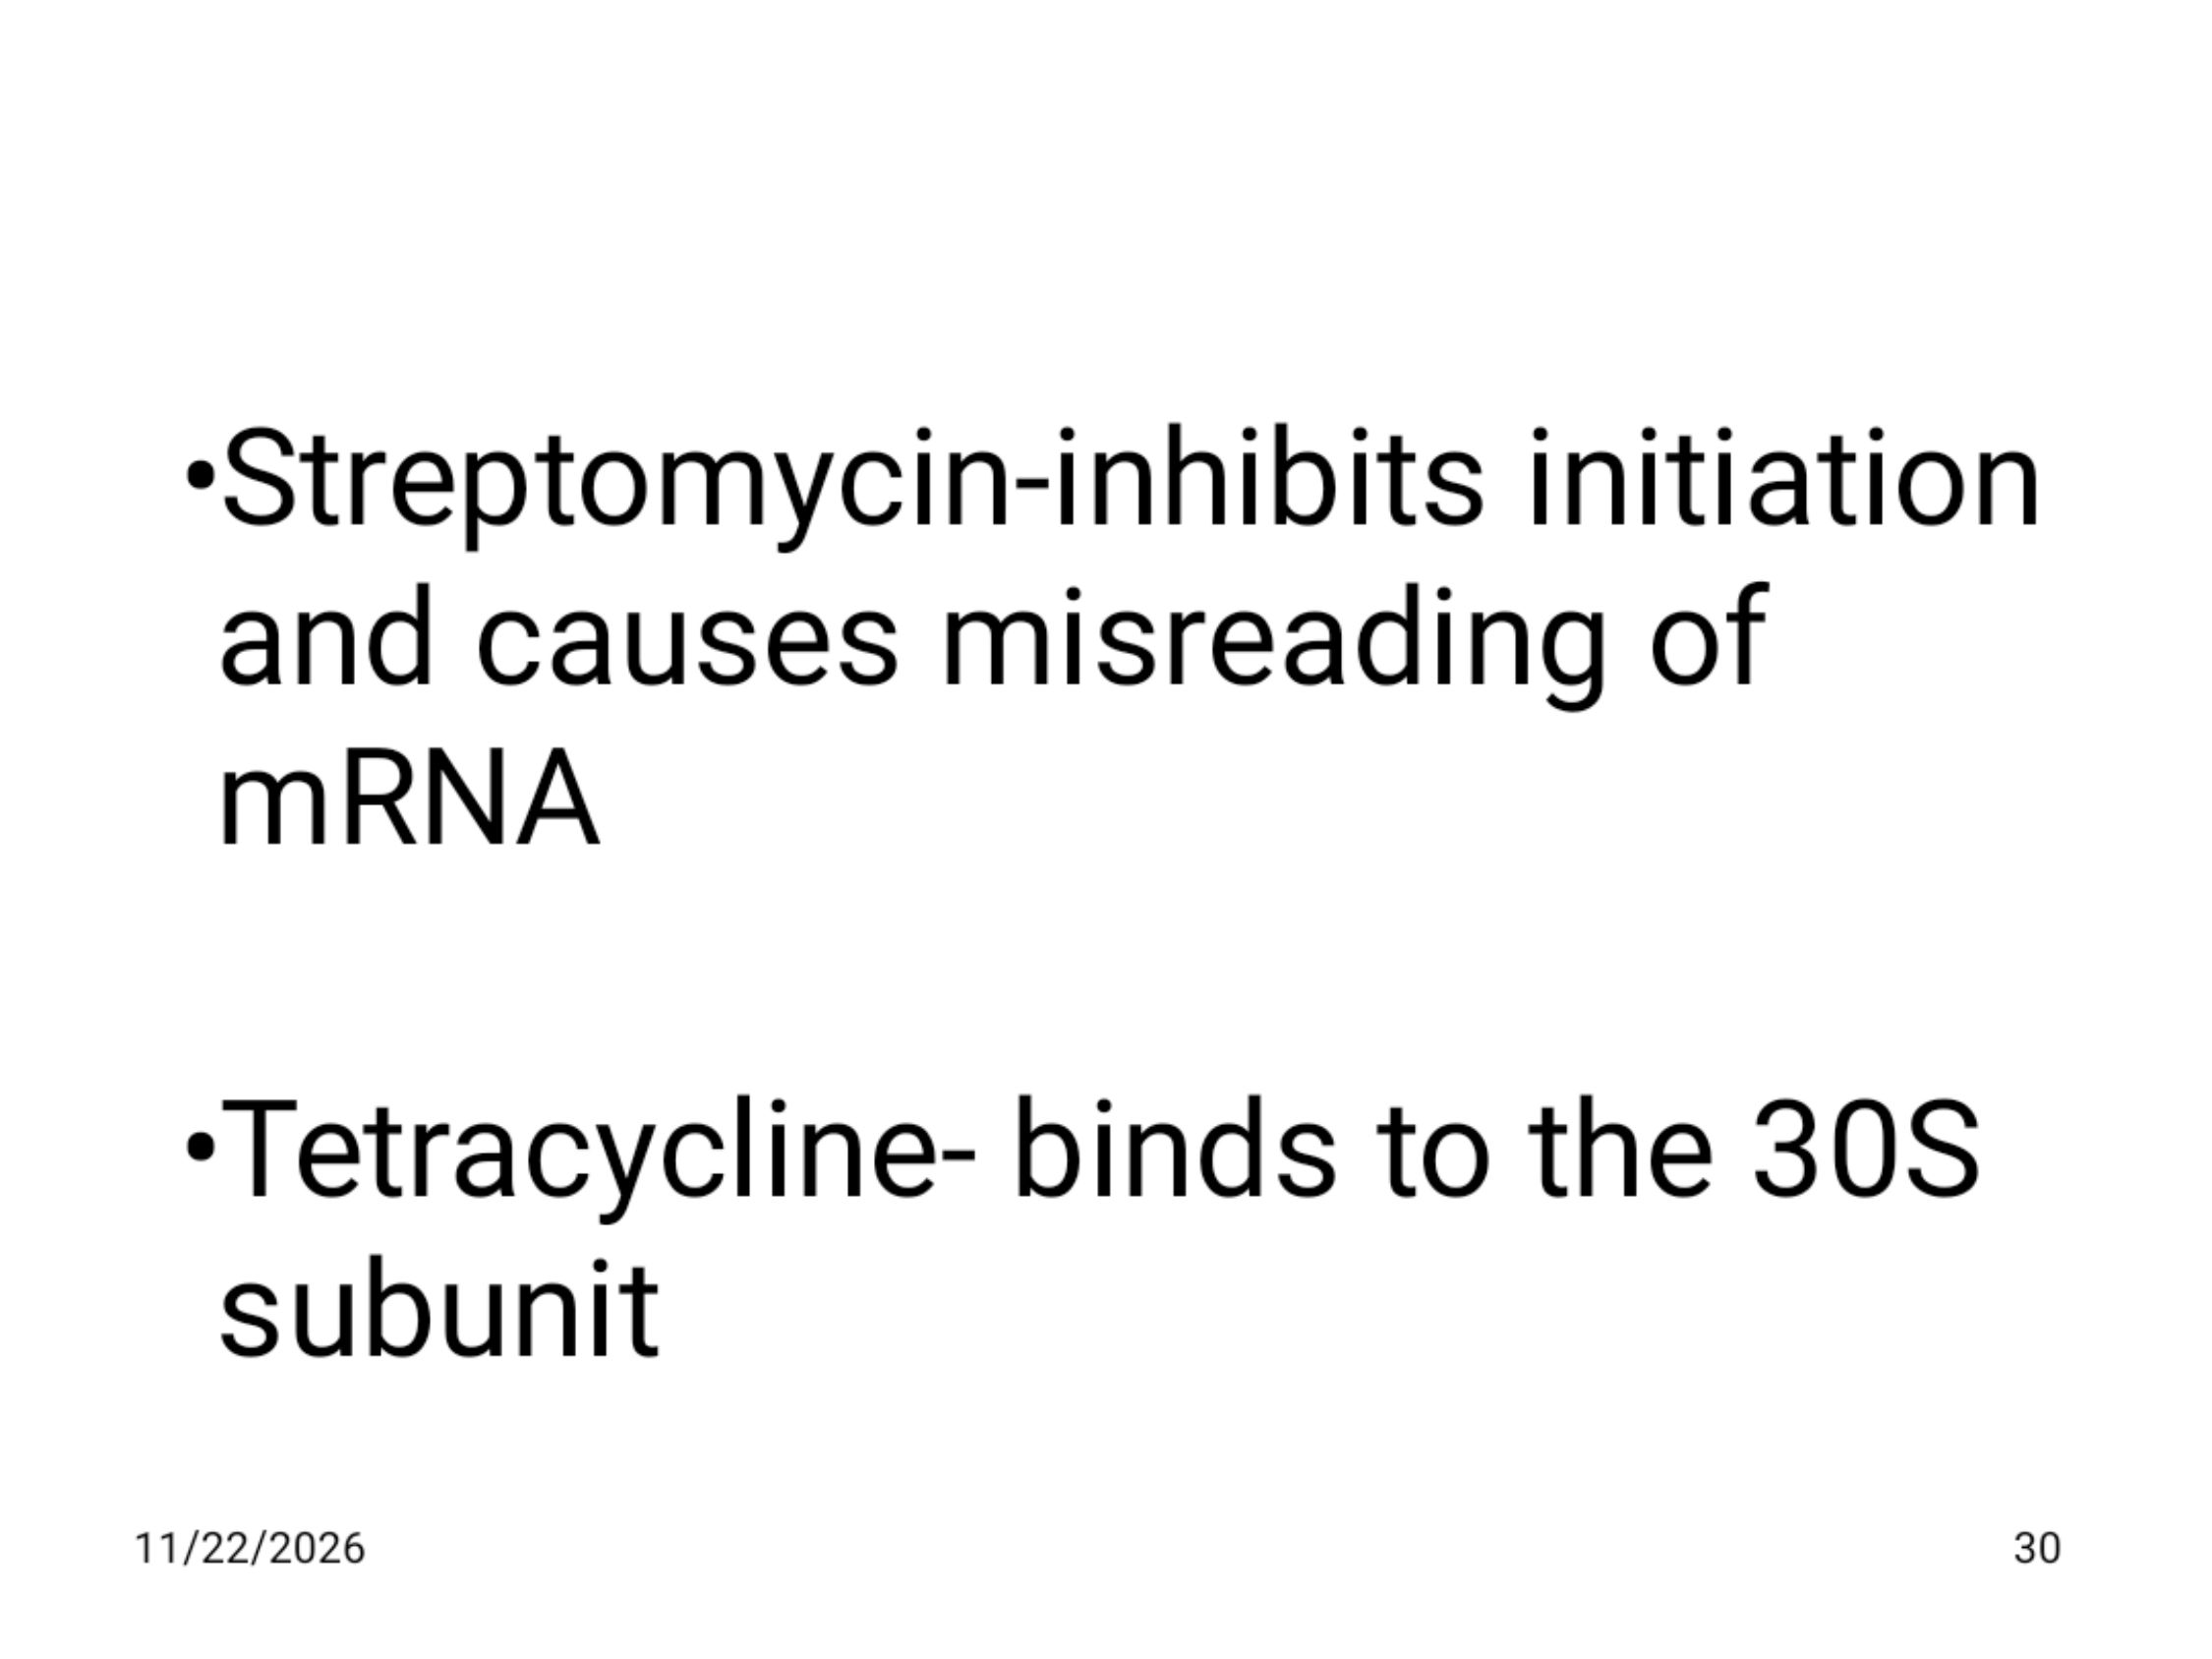 •Streptomycin-inhibits initiation
and causes misreading of
mRNA
•Tetracycline- binds to the 30S
subunit
11/22/2026
30